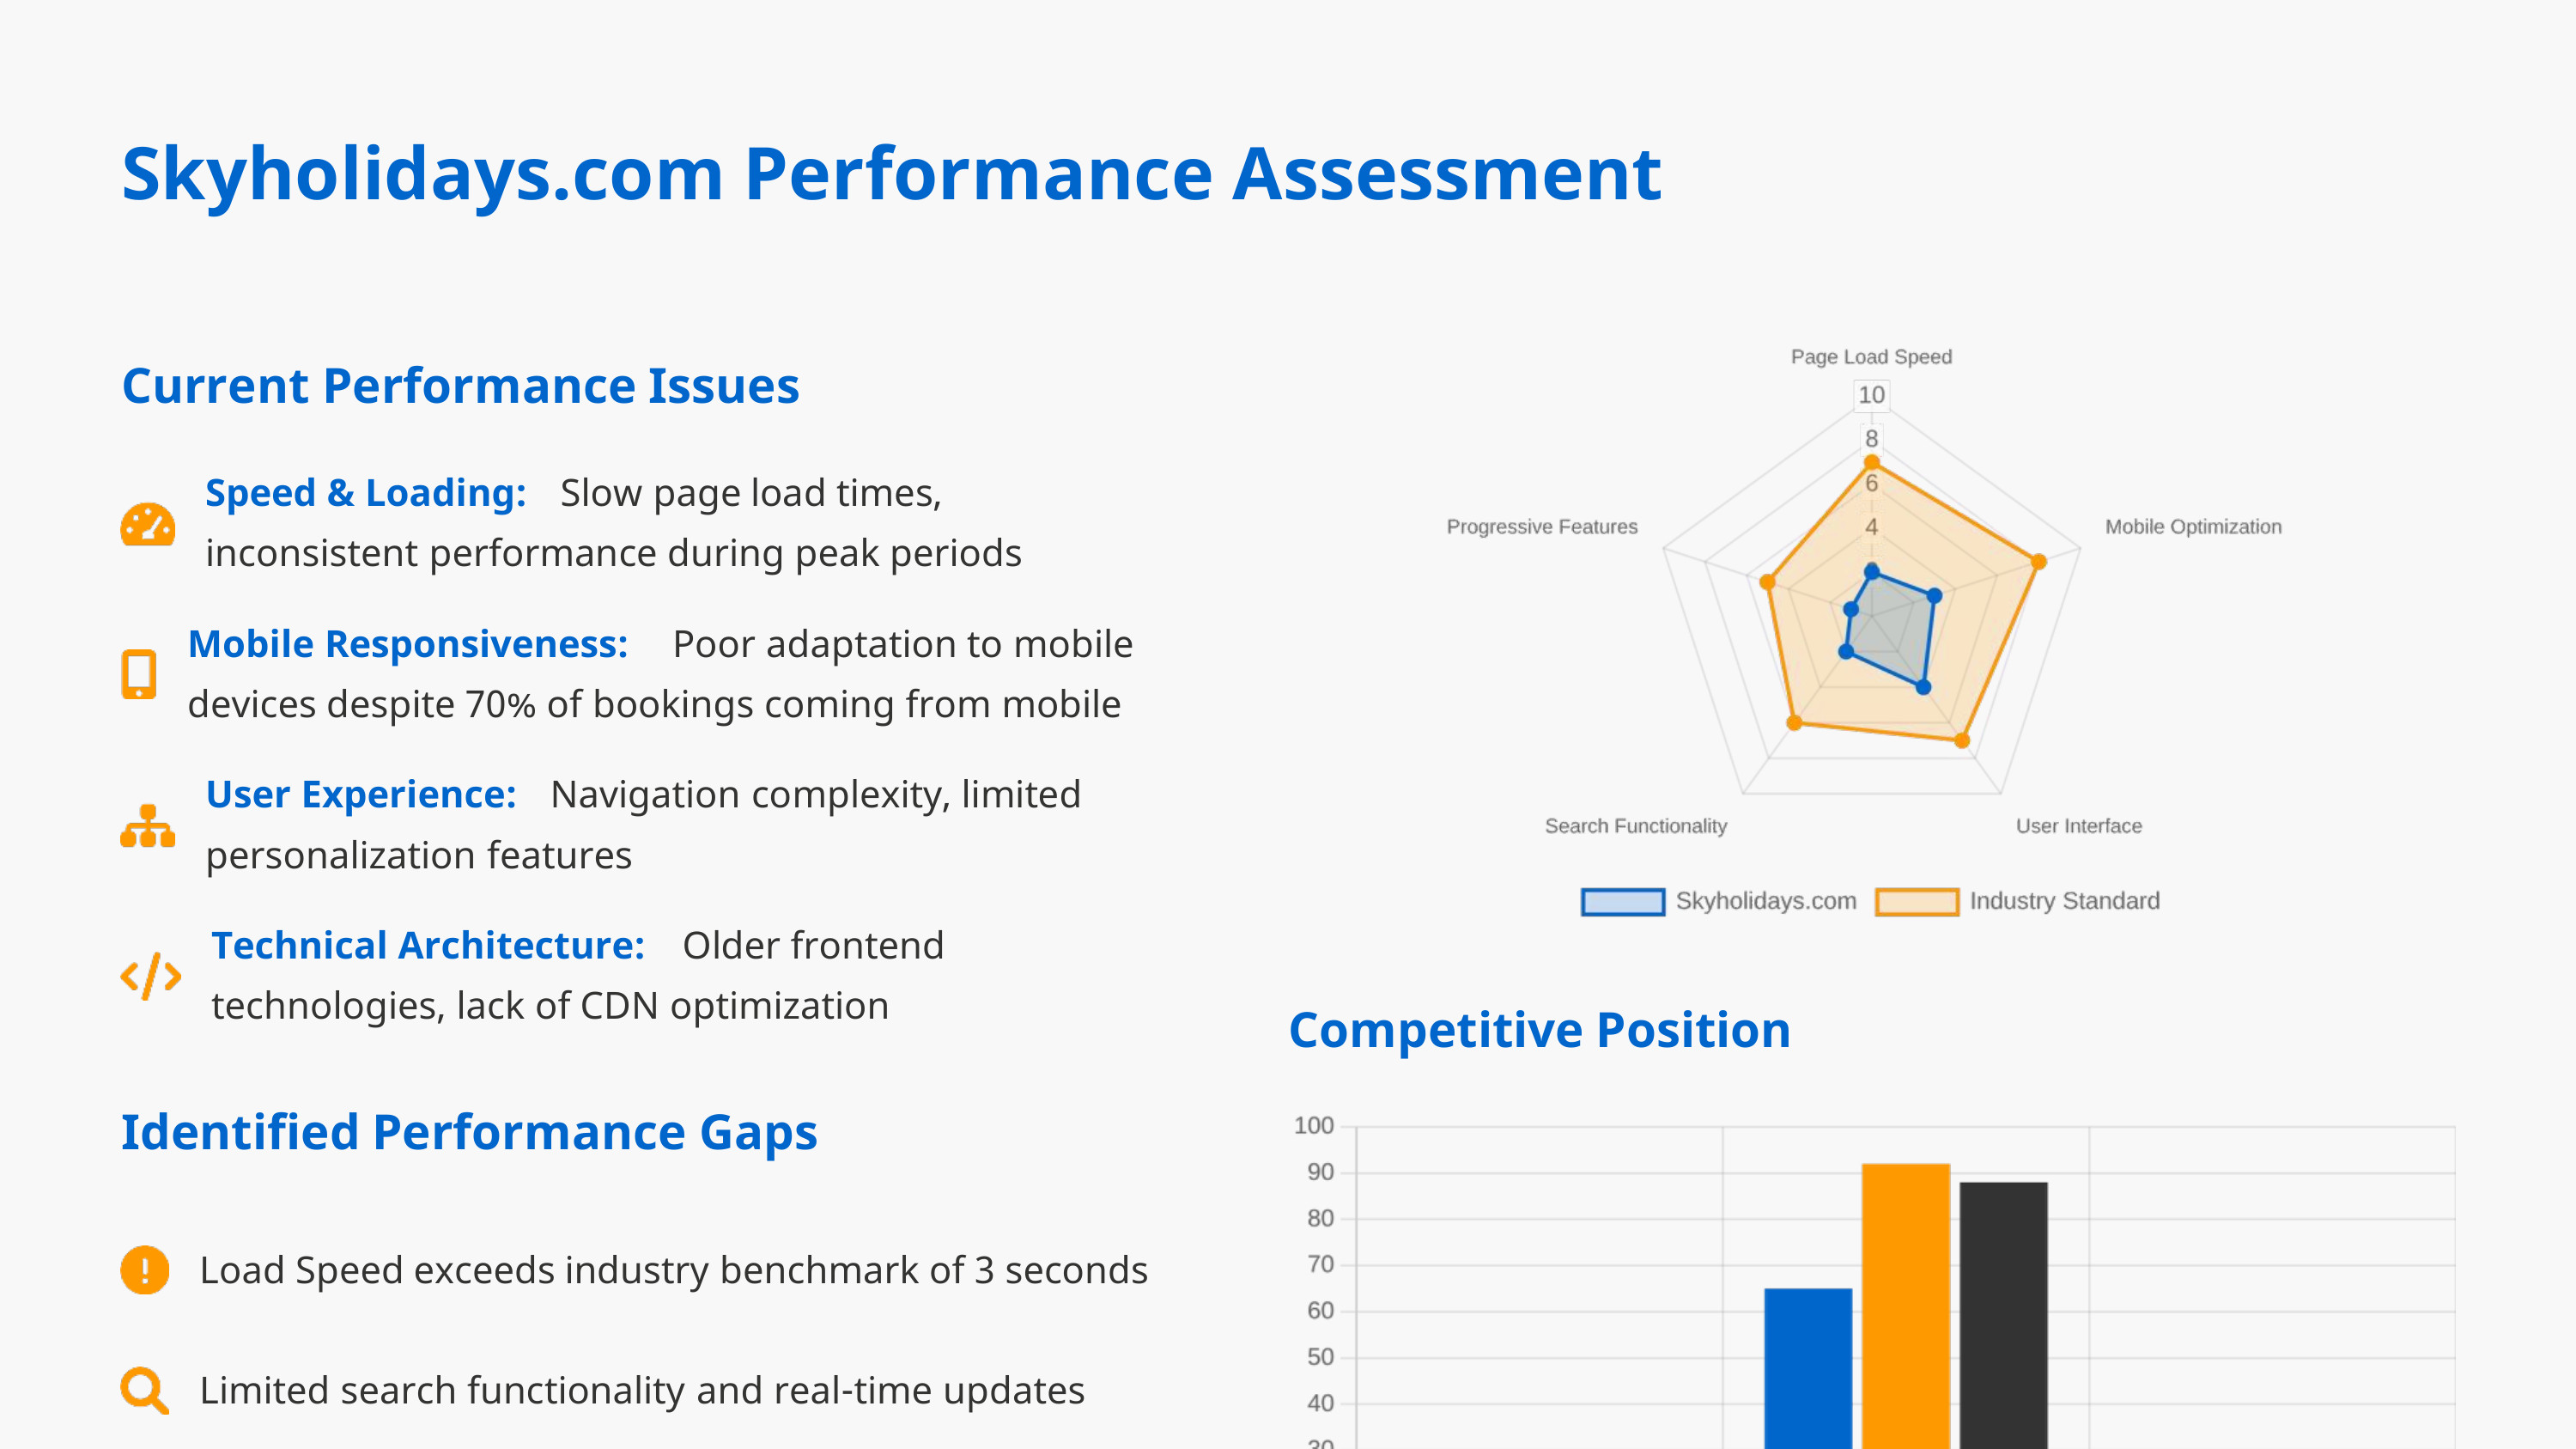 Skyholidays.com Performance Assessment
Current Performance Issues
Speed & Loading: Slow page load times,
inconsistent performance during peak periods
Mobile Responsiveness: Poor adaptation to mobile
devices despite 70% of bookings coming from mobile
User Experience: Navigation complexity, limited
personalization features
Technical Architecture: Older frontend
technologies, lack of CDN optimization
Identified Performance Gaps
Load Speed exceeds industry benchmark of 3 seconds
Limited search functionality and real-time updates
Page Load Speed
10
8
6
4
Progressive Features
Mobile Optimization
Search Functionality
User Interface
Skyholidays.com
Industry Standard
Competitive Position
100
90
80
70
60
50
40